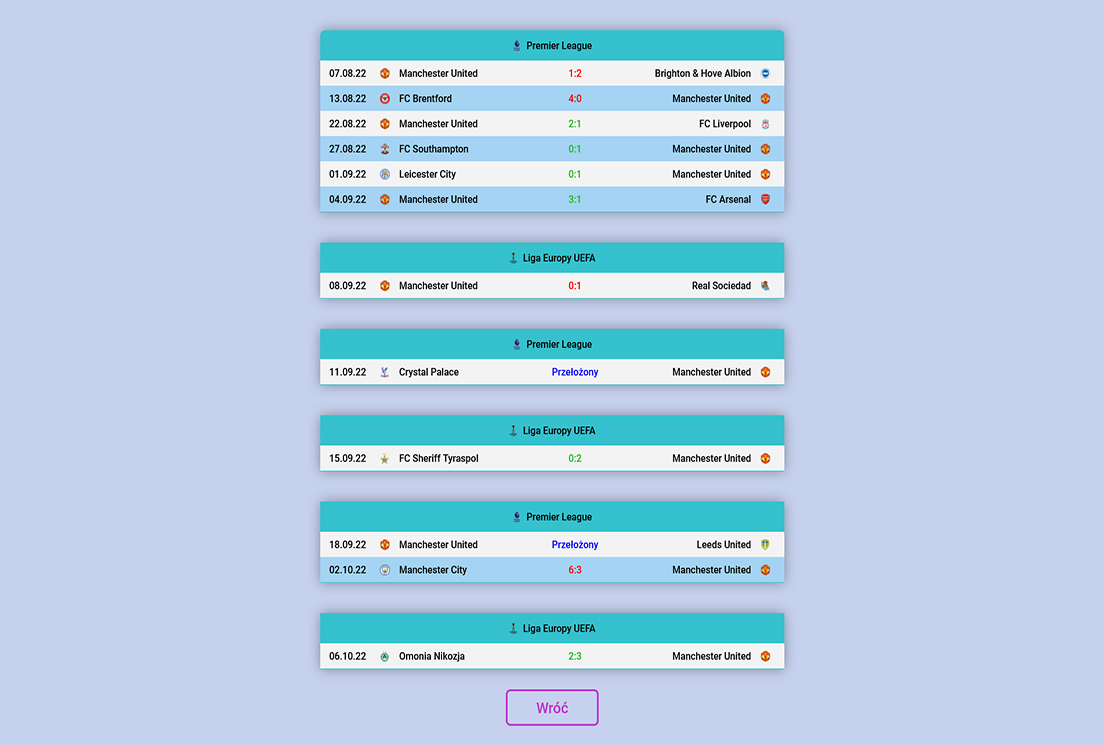 Premier League
07.08.22 Manchester United 1:2 Brighton & Hove Albion
13.08.22 FC Brentford 4:0 Manchester United
22.08.22 Manchester United 2:1 FC Liverpool
27.08.22 FC Southampton 0:1 Manchester United
01.09.22 Leicester City 0:1 Manchester United
04.09.22 Manchester United 3:1 FC Arsenal
Liga Europy UEFA
08.09.22 Manchester United 0:1 Real Sociedad
Premier League
11.09.22 Crystal Palace Przełożony Manchester United
Liga Europy UEFA
15.09.22 FC Sheriff Tyraspol 0:2 Manchester United
Premier League
18.09.22 Manchester United Przełożony Leeds United
02.10.22 Manchester City 6:3 Manchester United
Liga Europy UEFA
06.10.22 Omonia Nikozja 2:3 Manchester United
Wróć